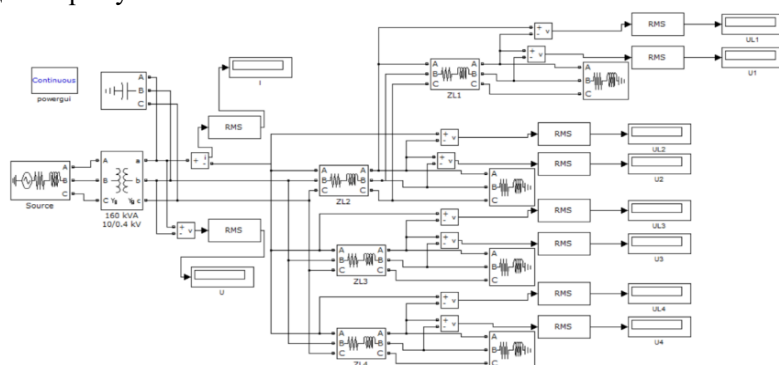 Continuous
powergui
A
B
C
I
RMS
Source
A
B
C
A
B
C
a
b
c
160 kVA
10/0.4 kV
+
-
i
+
-
v
RMS
U
A
B
C
A
B
C
ZL1
+
-
v
RMS
UL1
+
-
v
RMS
U1
A
B
C
A
B
C
A
B
C
ZL2
+
-
v
RMS
UL2
+
-
v
RMS
U2
A
B
C
A
B
C
A
B
C
ZL3
+
-
v
RMS
UL3
+
-
v
RMS
U3
A
B
C
A
B
C
A
B
C
+
-
v
RMS
UL4
+
-
v
RMS
U4
A
B
C